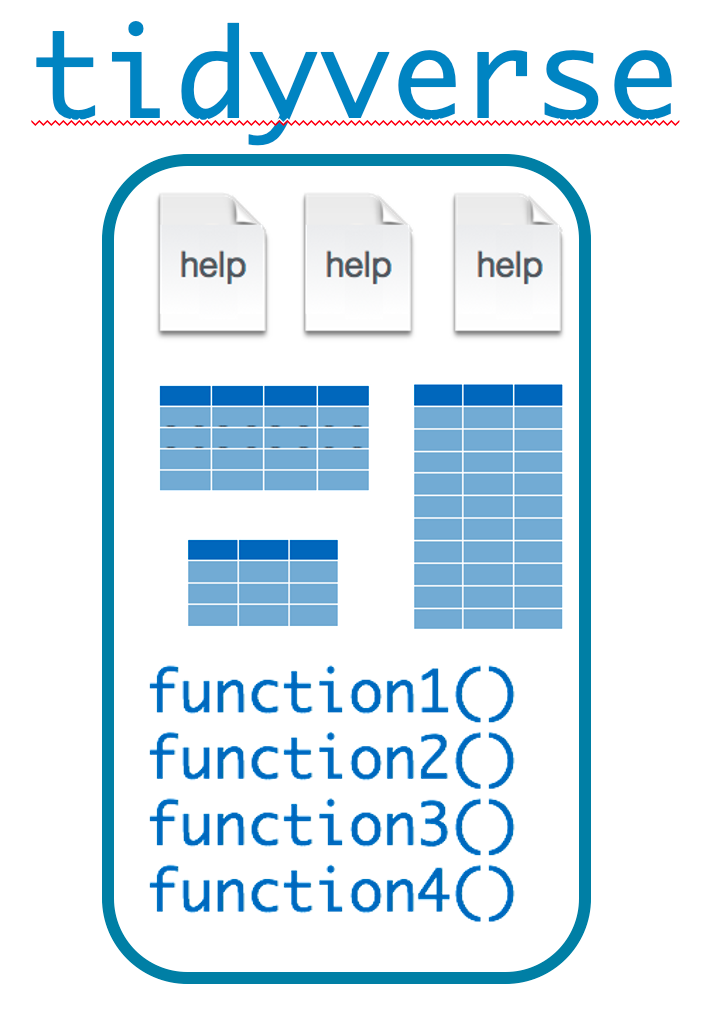 tidyverse
help help help
function1()
function2()
function3()
function4()